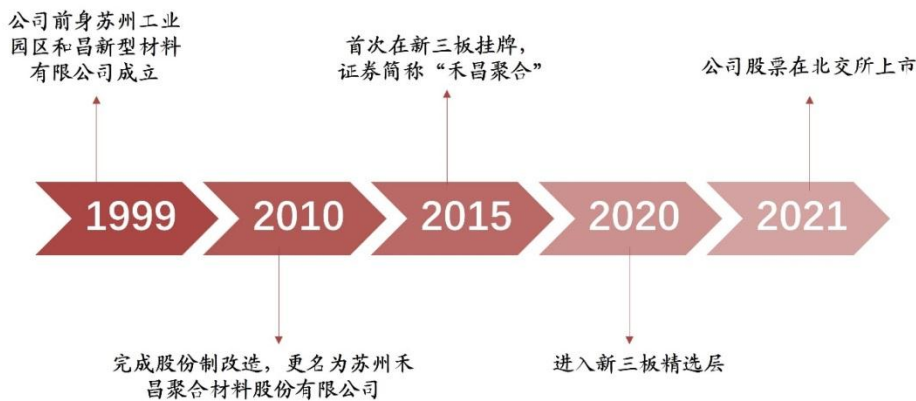 公司前身苏州工业
园区和昌新型材料
有限公司成立
首次在新三板挂牌,
证券简称“禾昌聚合”
公司股票在北交所上市
1999
2010
2015
2020
2021
完成股份制改造，更名为苏州禾
昌聚合材料股份有限公司
进入新三板精选层